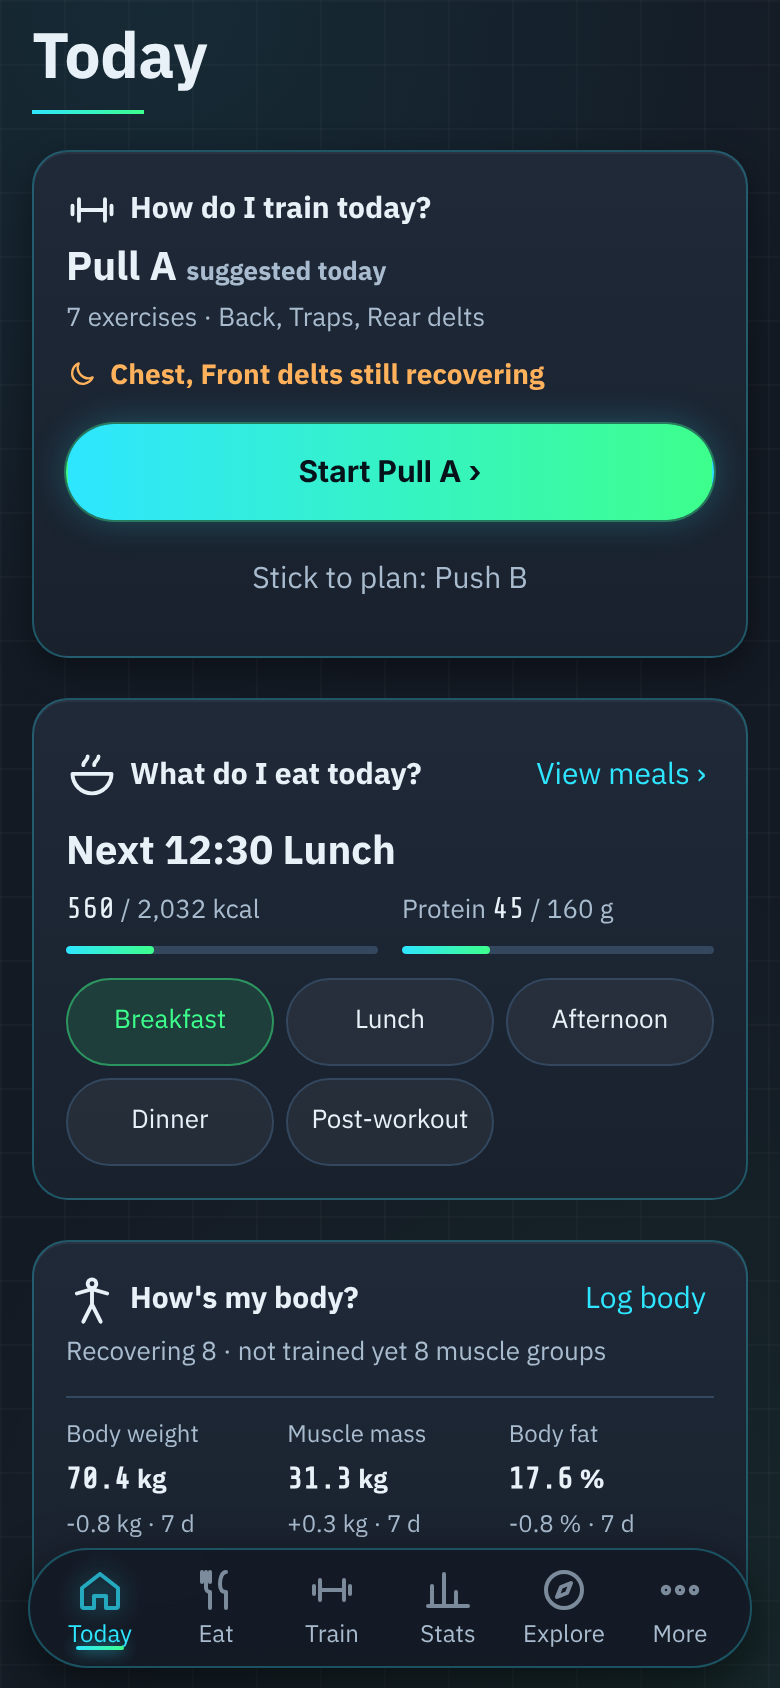 Today
How do I train today?
Pull A suggested today
7 exercises · Back, Traps, Rear delts
Chest, Front delts still recovering
Start Pull A ›
Stick to plan: Push B
What do I eat today?
View meals ›
Next 12:30 Lunch
560 / 2,032 kcal
Protein 45 / 160 g
Breakfast
Lunch
Afternoon
Dinner
Post-workout
How's my body?
Log body
Recovering 8 · not trained yet 8 muscle groups
Body weight
Muscle mass
Body fat
70.4 kg
31.3 kg
17.6 %
-0.8 kg · 7 d
+0.3 kg · 7 d
-0.8 % · 7 d
Today
Eat
Train
Stats
Explore
More